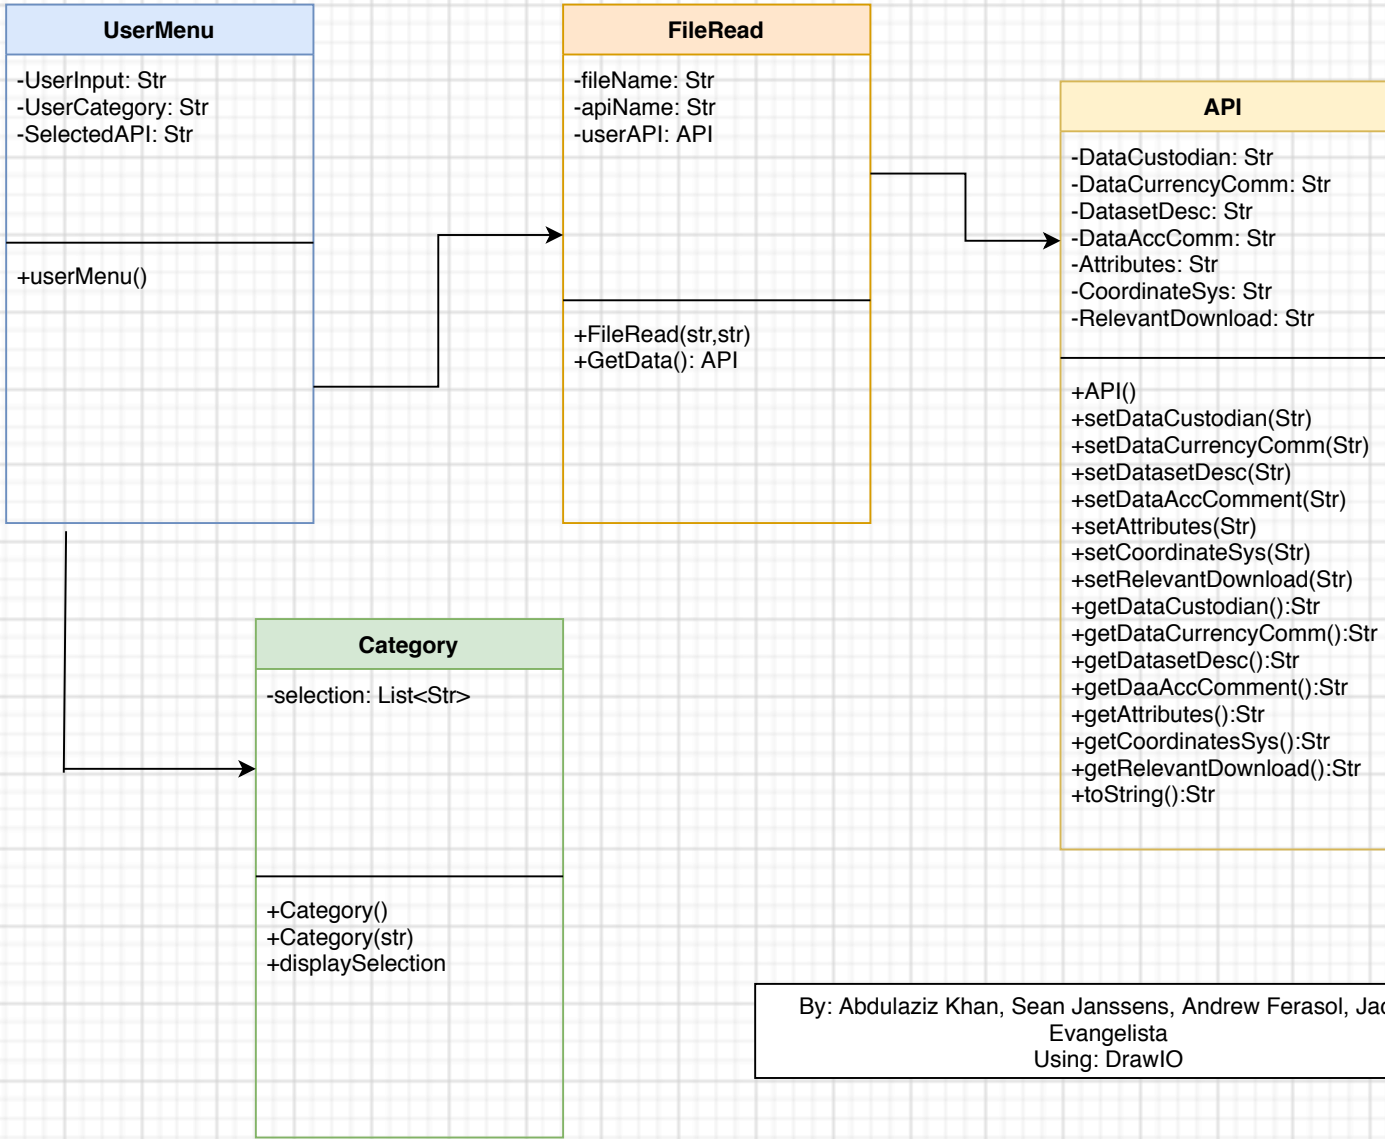 UserMenu
-UserInput: Str
-UserCategory: Str
-SelectedAPI: Str
+userMenu()
FileRead
-fileName: Str
-apiName: Str
-userAPI: API
+FileRead(str,str)
+GetData(): API
API
-DataCustodian: Str
-DataCurrencyComm: Str
-DatasetDesc: Str
-DataAccComm: Str
-Attributes: Str
-CoordinateSys: Str
-RelevantDownload: Str
+API()
+setDataCustodian(Str)
+setDataCurrencyComm(Str)
+setDatasetDesc(Str)
+setDataAccComment(Str)
+setAttributes(Str)
+setCoordinateSys(Str)
+setRelevantDownload(Str)
+getDataCustodian():Str
+getDataCurrencyComm():Str
+getDatasetDesc():Str
+getDaaAccComment():Str
+getAttributes():Str
+getCoordinatesSys():Str
+getRelevantDownload():Str
+toString():Str
Category
-selection: List<Str>
+Category()
+Category(str)
+displaySelection
By: Abdulaziz Khan, Sean Janssens, Andrew Ferasol,
Evangelista
Using: DrawIO